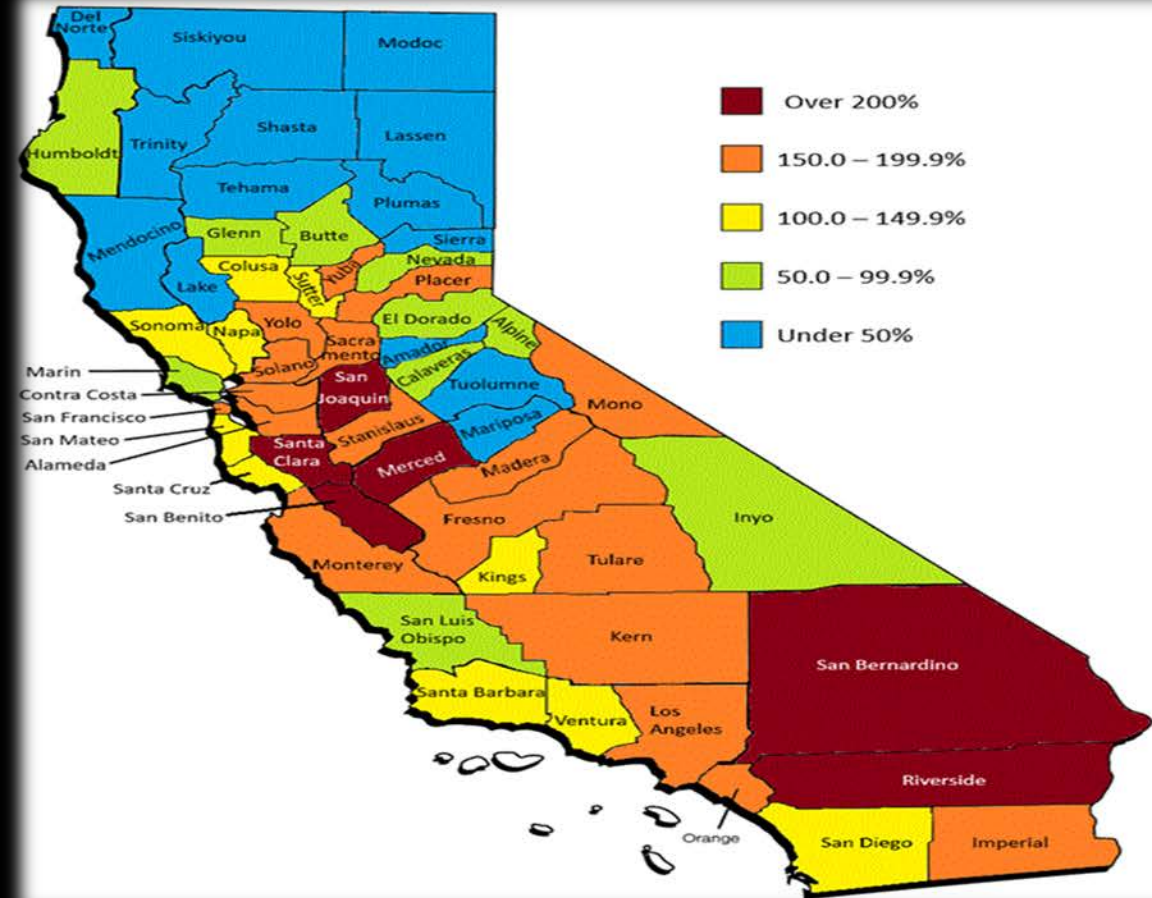 Del
Norte
Siskiyou
Modoc
Over 200%
Humboldt
Trinity
Shasta
Lassen
150.0 – 199.9%
Tehama
Plumas
100.0 – 149.9%
Mendocino
Glenn
Butte
Sierra
Lake
Colusa
Sutter
Yuba
Nevada
Placer
50.0 – 99.9%
Sonoma
Napa
Yolo
El Dorado
Alpine
Under 50%
Sacra
mento
Amador
Marin
Solano
Calaveras
Contra Costa
San
Joaquin
Tuolumne
San Francisco
Mono
San Mateo
Stanislaus
Mariposa
Alameda
Santa
Clara
Merced
Madera
Santa Cruz
San Benito
Fresno
Inyo
Monterey
Kings
Tulare
San Luis
Obispo
Kern
San Bernardino
Santa Barbara
Ventura
Los
Angeles
Riverside
Orange
San Diego
Imperial